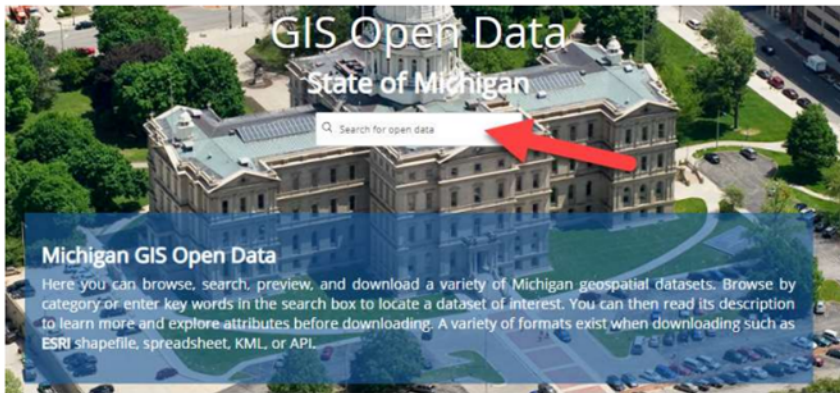 GIS Open Data
State of Michigan
Search for open data
Michigan GIS Open Data
Here you can browse, search, preview, and download a variety of Michigan geospatial datasets. Browse by
category or enter key words in the search box to locate a dataset of interest. You can then read its description
to learn more and explore attributes before downloading. A variety of formats exist when downloading such as
ESRI shapefile, spreadsheet, KML, or API.